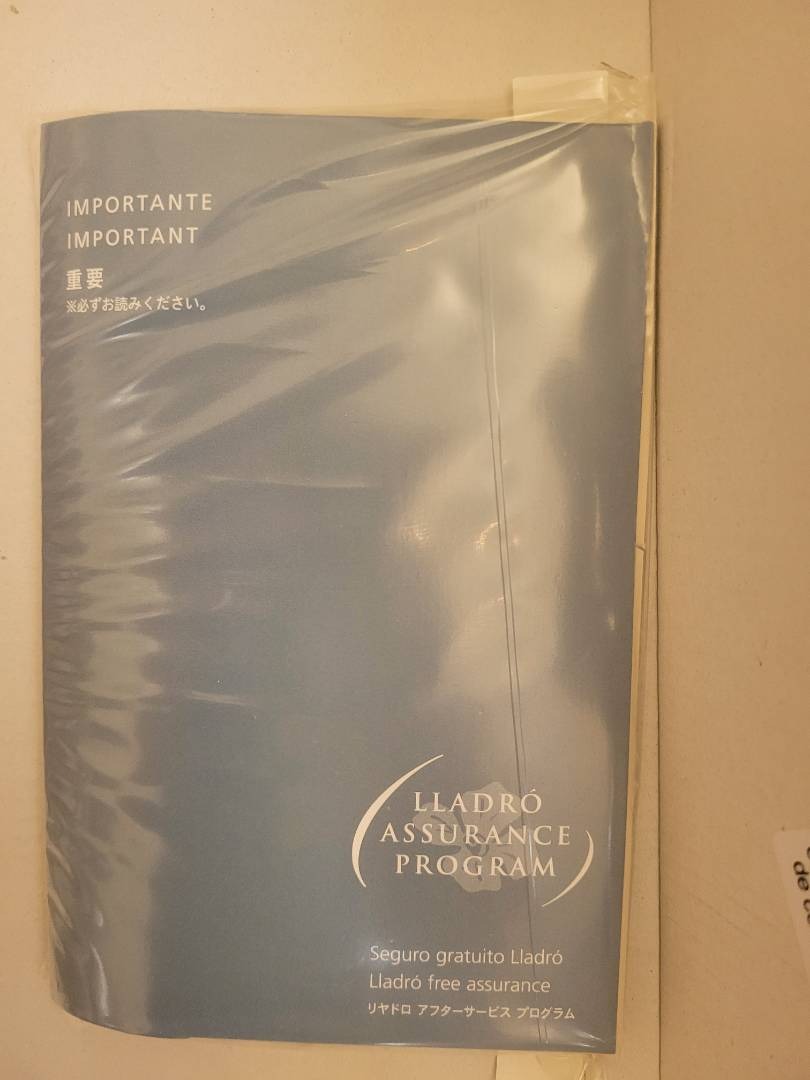 IMPORTANTE
IMPORTANT
重要
※必ずお読みください。
LLADRÓ
ASSURANCE
PROGRAM
Seguro gratuito Lladró
Lladró free assurance
リヤドロ アフターサービス プログラム
de